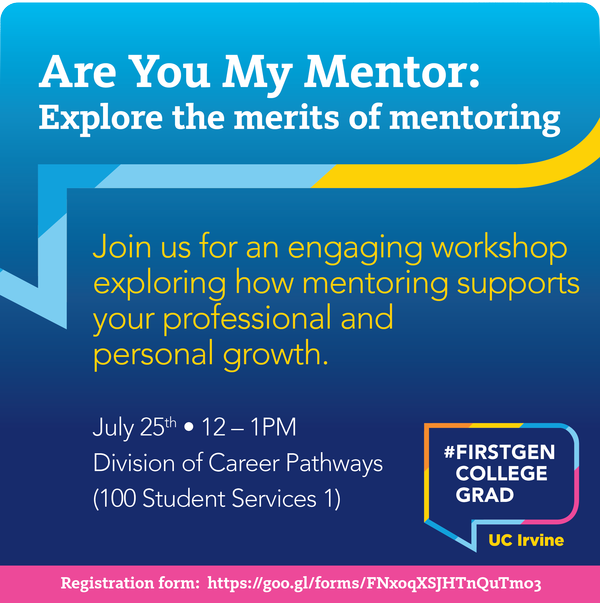 Are You My Mentor:
Explore the merits of mentoring
Join us for an engaging workshop
exploring how mentoring supports
your professional and
personal growth.
July 25th • 12 – 1PM
Division of Career Pathways
(100 Student Services 1)
#FIRSTGEN
COLLEGE
GRAD
UC Irvine
Registration form: https://goo.gl/forms/FNxoqXSJHTnQuTmo3